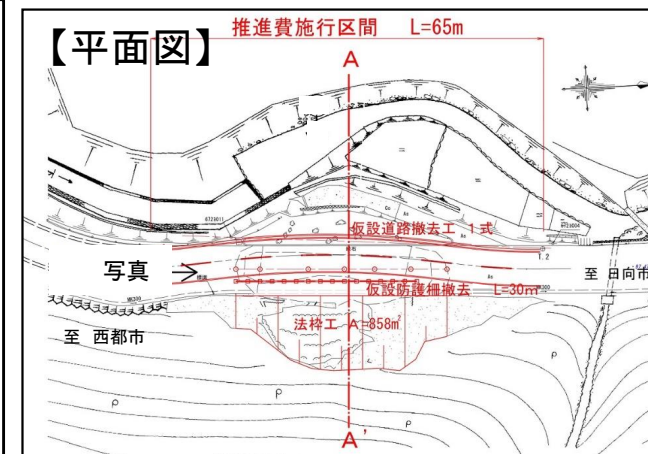 推進費施行区間 L=65m
【平面図】
A
仮設道路撤去工 1式
1.2
写真
至 日向市
仮設防護柵撤去 L=30m
法枠工 A=858㎡
至 西都市
A'